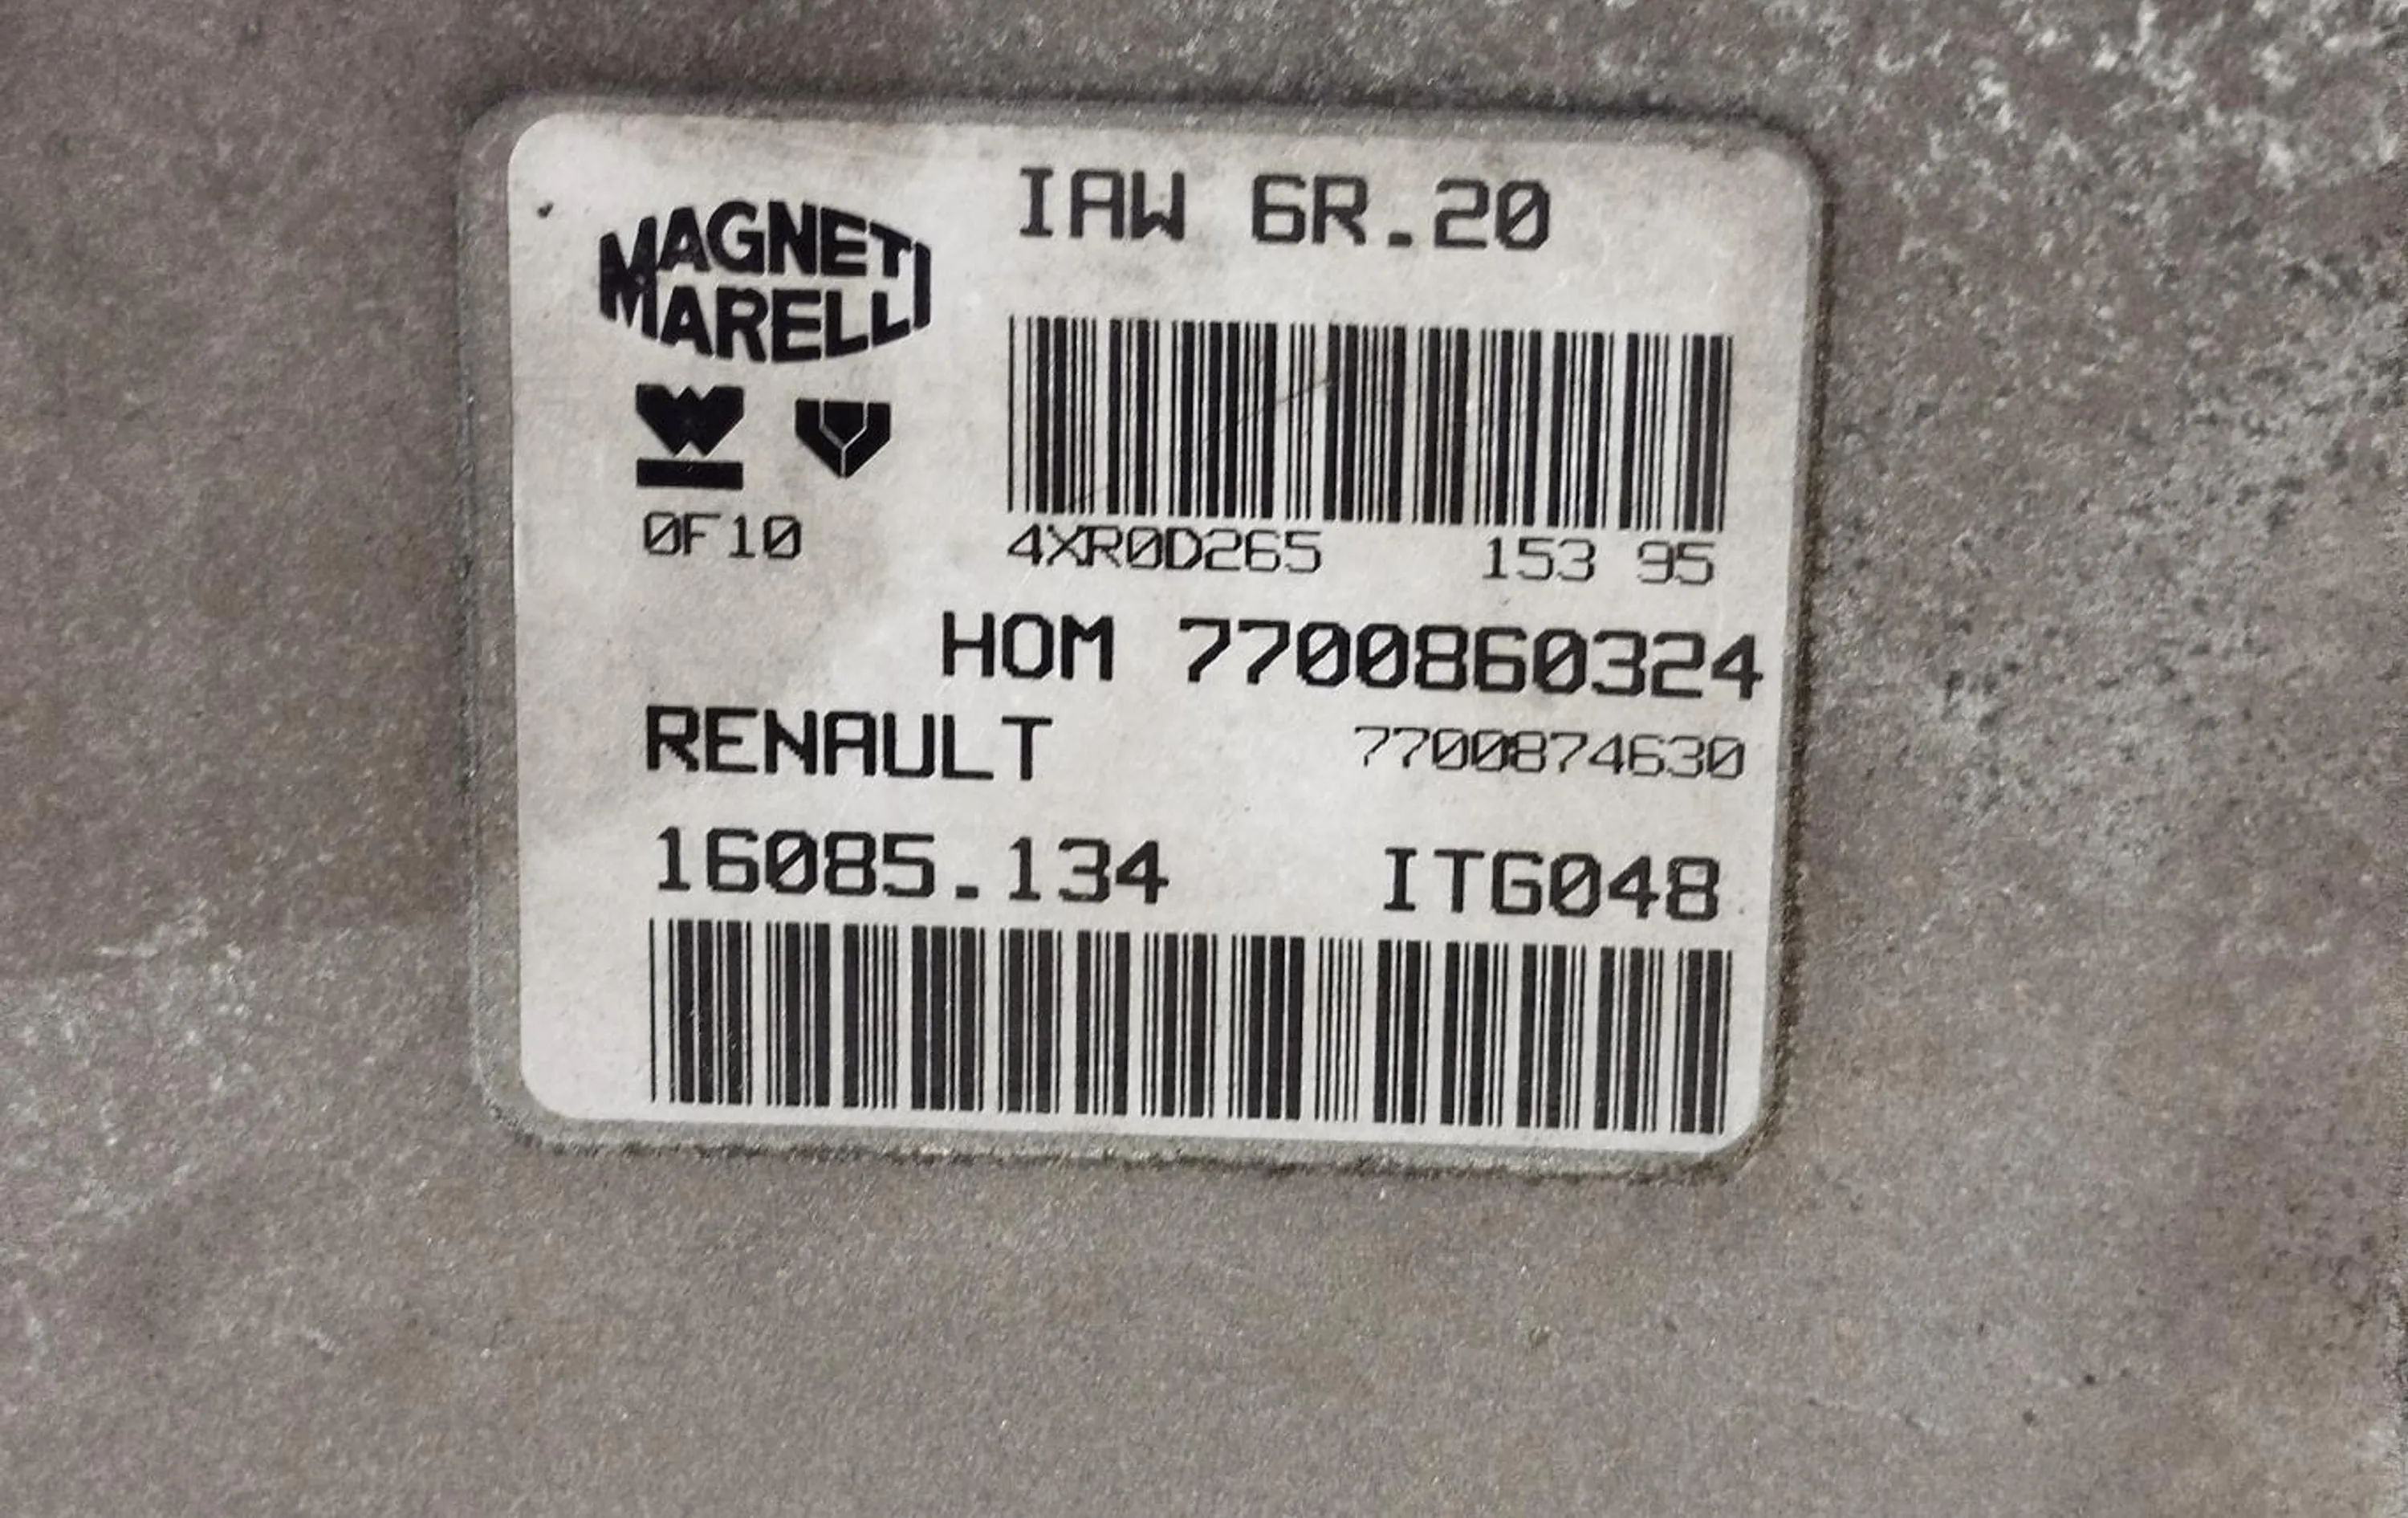 IAW 6R.20
MAGNETI
MARELLI
0F10
4XR0D265 153 95
HOM 7700860324
RENAULT 7700874630
16085.134 ITG048